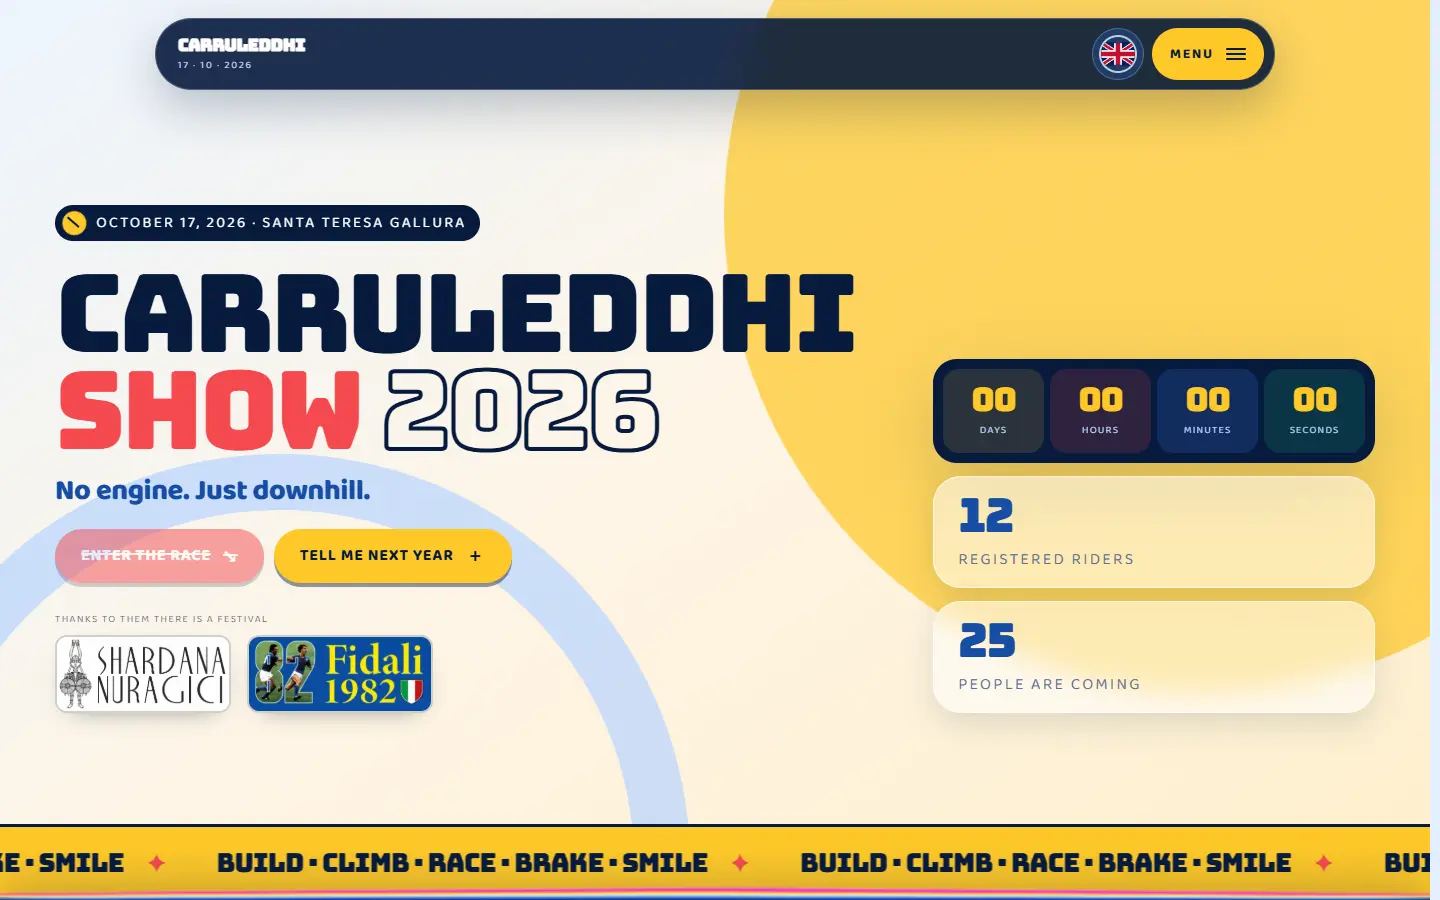 CARRULEDDHI
17 · 10 · 2026
MENU
OCTOBER 17, 2026 · SANTA TERESA GALLURA
CARRULEDDHI
SHOW 2026
No engine. Just downhill.
ENTER THE RACE
TELL ME NEXT YEAR +
THANKS TO THEM THERE IS A FESTIVAL
SHARDANA
NURAGICI
82 Fidali
1982
00 00 00 00
DAYS HOURS MINUTES SECONDS
12
REGISTERED RIDERS
25
PEOPLE ARE COMING
KE · SMILE ✦ BUILD · CLIMB · RACE · BRAKE · SMILE ✦ BUILD · CLIMB · RACE · BRAKE · SMILE ✦ BUI